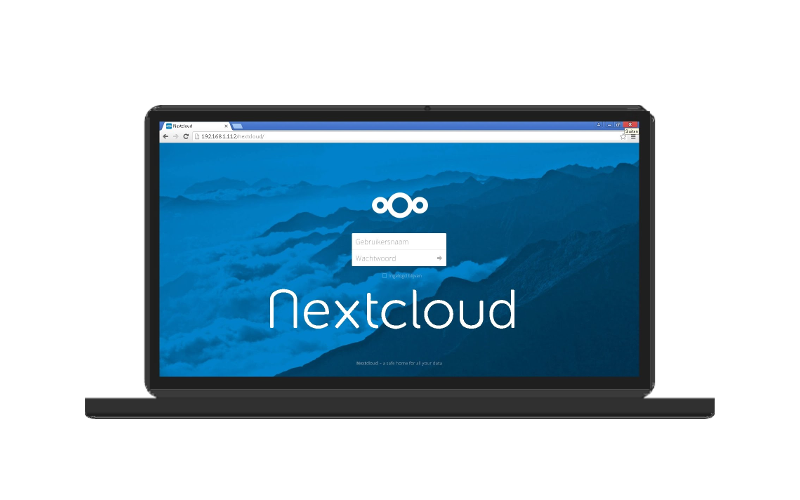 Nextcloud
192.168.1.112/nextcloud/
Gebruikersnaam
Wachtwoord
Nextcloud
Nextcloud – a safe home for all your data